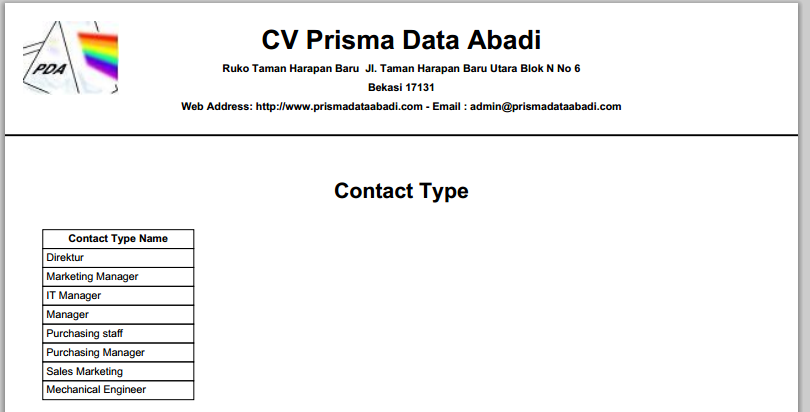 PDA
CV Prisma Data Abadi
Ruko Taman Harapan Baru Jl. Taman Harapan Baru Utara Blok N No 6
Bekasi 17131
Web Address: http://www.prismadataabadi.com - Email : admin@prismadataabadi.com
Contact Type
Contact Type Name
Direktur
Marketing Manager
IT Manager
Manager
Purchasing staff
Purchasing Manager
Sales Marketing
Mechanical Engineer